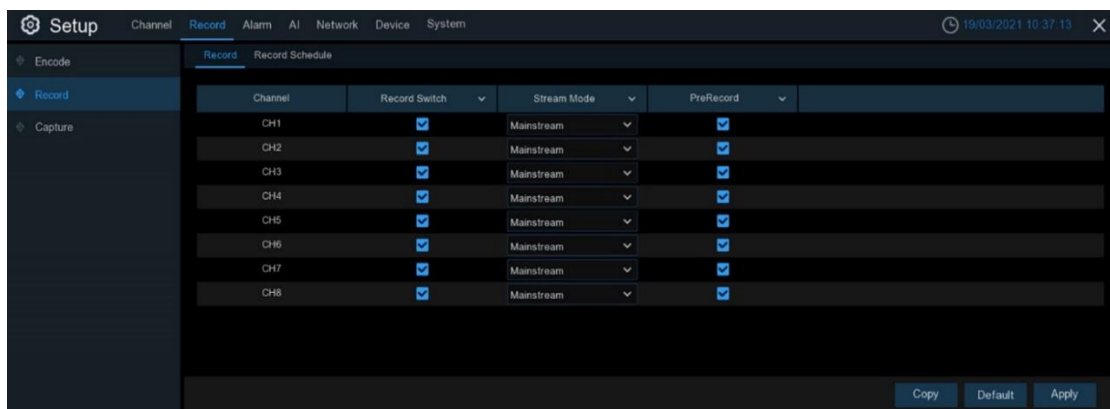 Setup Channel Record Alarm AI Network Device System 19/03/2021 10:37:13
Encode
Record
Capture
Record Record Schedule
Channel Record Switch Stream Mode PreRecord
CH1 Mainstream
CH2 Mainstream
CH3 Mainstream
CH4 Mainstream
CH5 Mainstream
CH6 Mainstream
CH7 Mainstream
CH8 Mainstream
Copy Default Apply